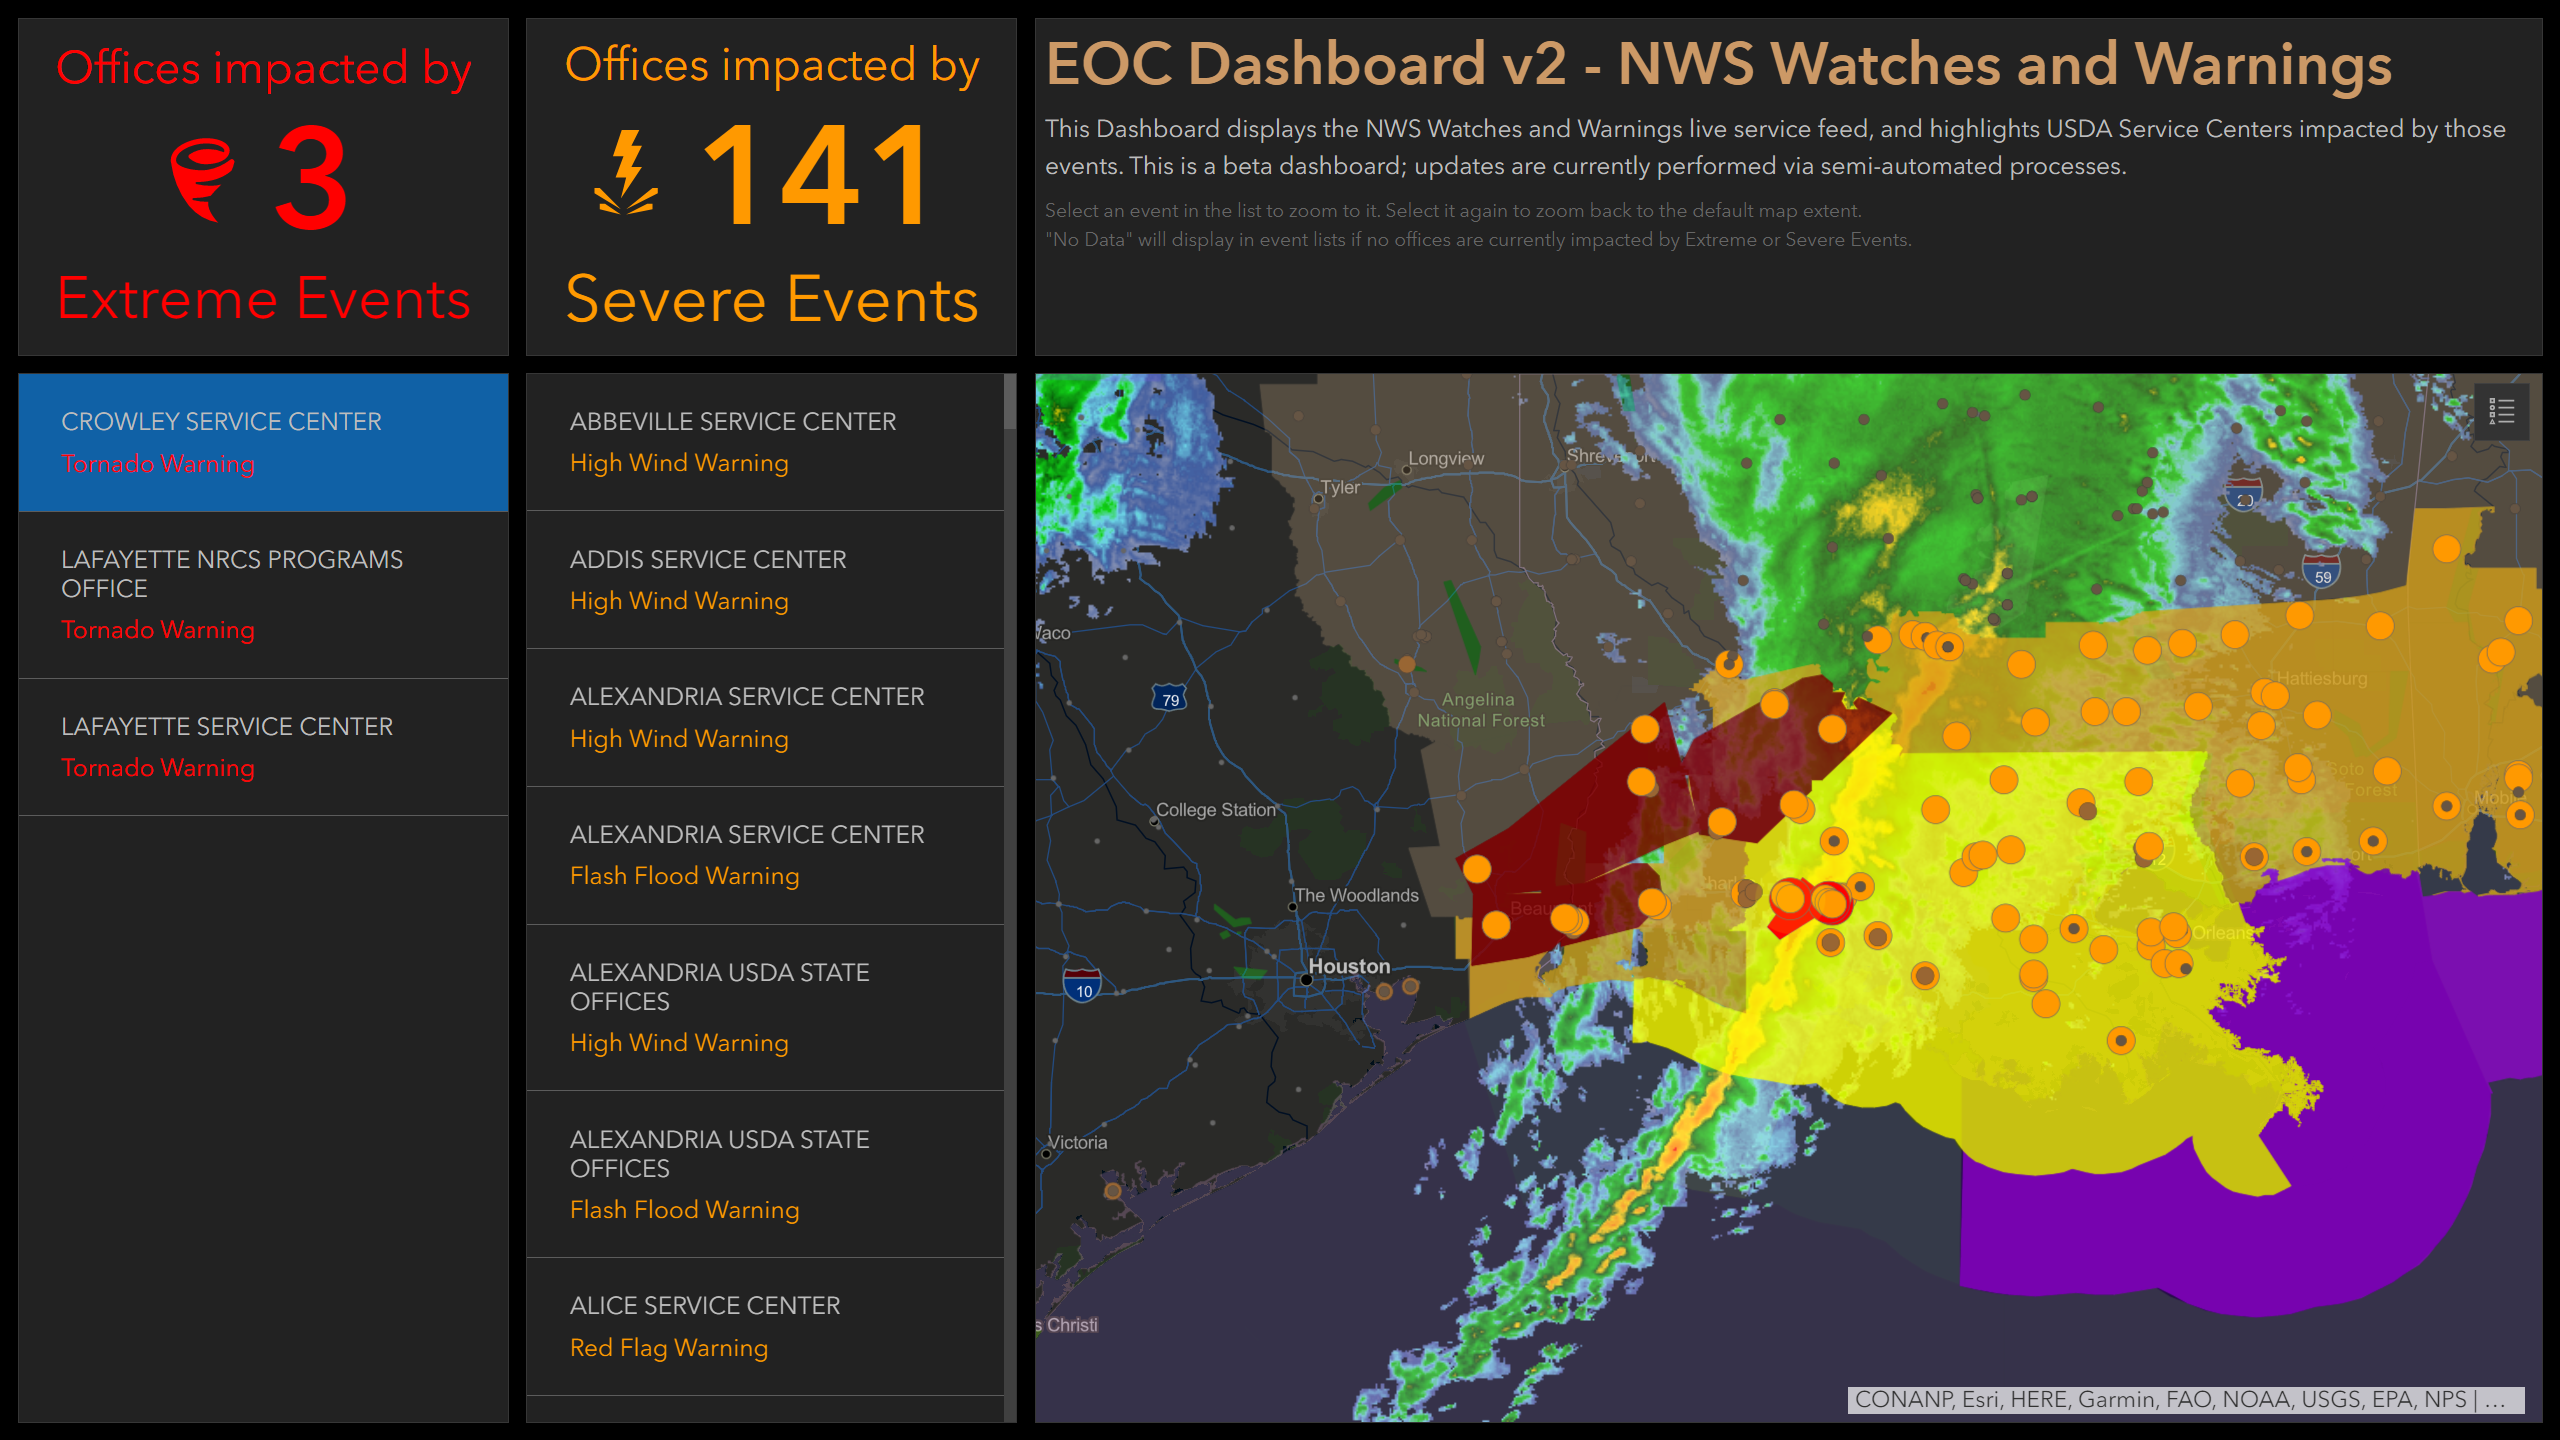 Offices impacted by
3
Extreme Events
Offices impacted by
141
Severe Events
EOC Dashboard v2 - NWS Watches and Warnings
This Dashboard displays the NWS Watches and Warnings live service feed, and highlights USDA Service Centers impacted by those
events. This is a beta dashboard; updates are currently performed via semi-automated processes.
Select an event in the list to zoom to it. Select it again to zoom back to the default map extent.
"No Data" will display in event lists if no offices are currently impacted by Extreme or Severe Events.
CROWLEY SERVICE CENTER
Tornado Warning
LAFAYETTE NRCS PROGRAMS
OFFICE
Tornado Warning
LAFAYETTE SERVICE CENTER
Tornado Warning
ABBEVILLE SERVICE CENTER
High Wind Warning
ADDIS SERVICE CENTER
High Wind Warning
ALEXANDRIA SERVICE CENTER
High Wind Warning
ALEXANDRIA SERVICE CENTER
Flash Flood Warning
ALEXANDRIA USDA STATE
OFFICES
High Wind Warning
ALEXANDRIA USDA STATE
OFFICES
Flash Flood Warning
ALICE SERVICE CENTER
Red Flag Warning
Longview
Tyler
20
59
79
Angelina
National Forest
Hattiesburg
College Station
The Woodlands
Houston
10
Orleans
Victoria
s Christi
CONANP, Esri, HERE, Garmin, FAO, NOAA, USGS, EPA, NPS | ...